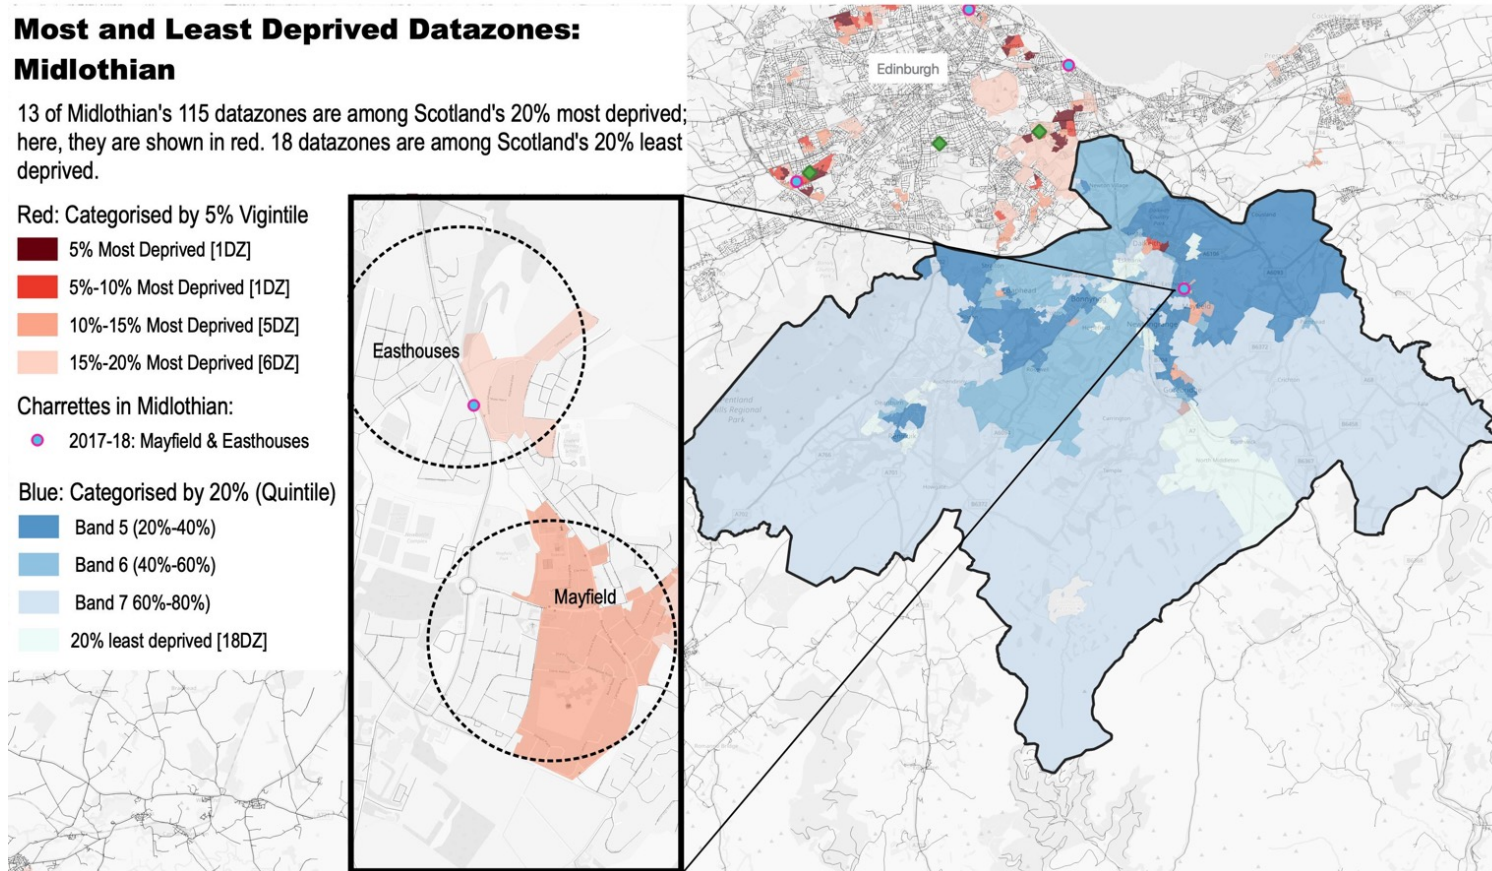 Most and Least Deprived Datazones:
Midlothian
13 of Midlothian's 115 datazones are among Scotland's 20% most deprived;
here, they are shown in red. 18 datazones are among Scotland's 20% least
deprived.
Red: Categorised by 5% Vigintile
5% Most Deprived [1DZ]
5%-10% Most Deprived [1DZ]
10%-15% Most Deprived [5DZ]
15%-20% Most Deprived [6DZ]
Charrettes in Midlothian:
2017-18: Mayfield & Easthouses
Blue: Categorised by 20% (Quintile)
Band 5 (20%-40%)
Band 6 (40%-60%)
Band 7 60%-80%)
20% least deprived [18DZ]
Easthouses
Mayfield
Edinburgh